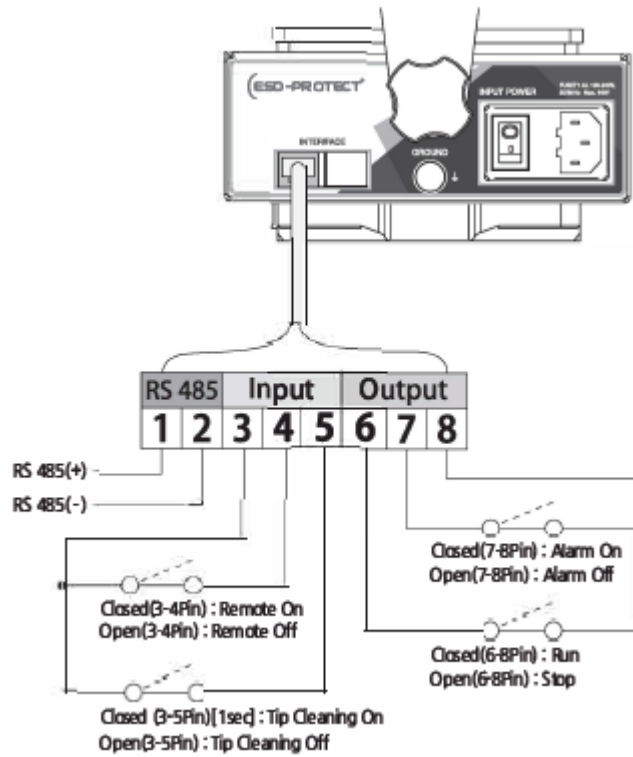 ESD-PROTECT
INPUT POWER
INTERFACE
GROUND
RS 485 Input Output
1 2 3 4 5 6 7 8
RS 485(+)
RS 485(-)
Closed(7-8Pin) : Alarm On
Open(7-8Pin) : Alarm Off
Closed(3-4Pin) : Remote On
Open(3-4Pin) : Remote Off
Closed(6-8Pin) : Run
Open(6-8Pin) : Stop
Closed (3-5Pin)[1sec] : Tip Cleaning On
Open(3-5Pin) : Tip Cleaning Off